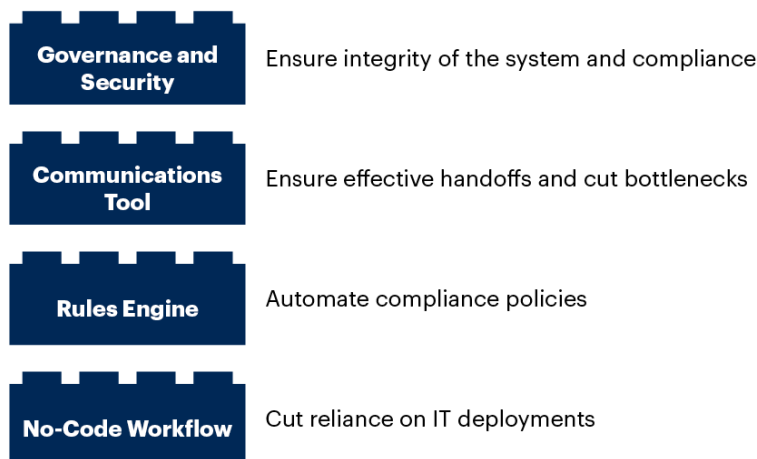 Governance and
Security
Ensure integrity of the system and compliance
Communications
Tool
Ensure effective handoffs and cut bottlenecks
Rules Engine
Automate compliance policies
No-Code Workflow
Cut reliance on IT deployments